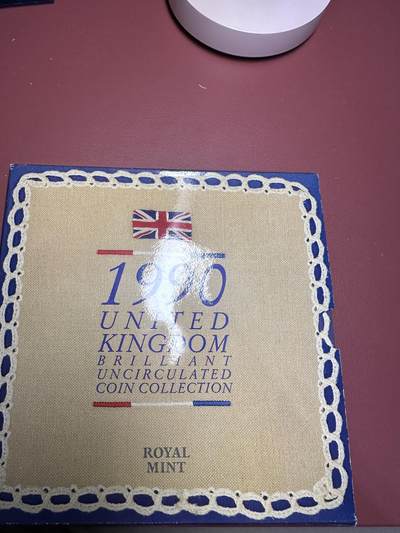 1990
UNITED
KINGDOM
BRILLIANT
UNCIRCULATED
COIN COLLECTION
ROYAL
MINT